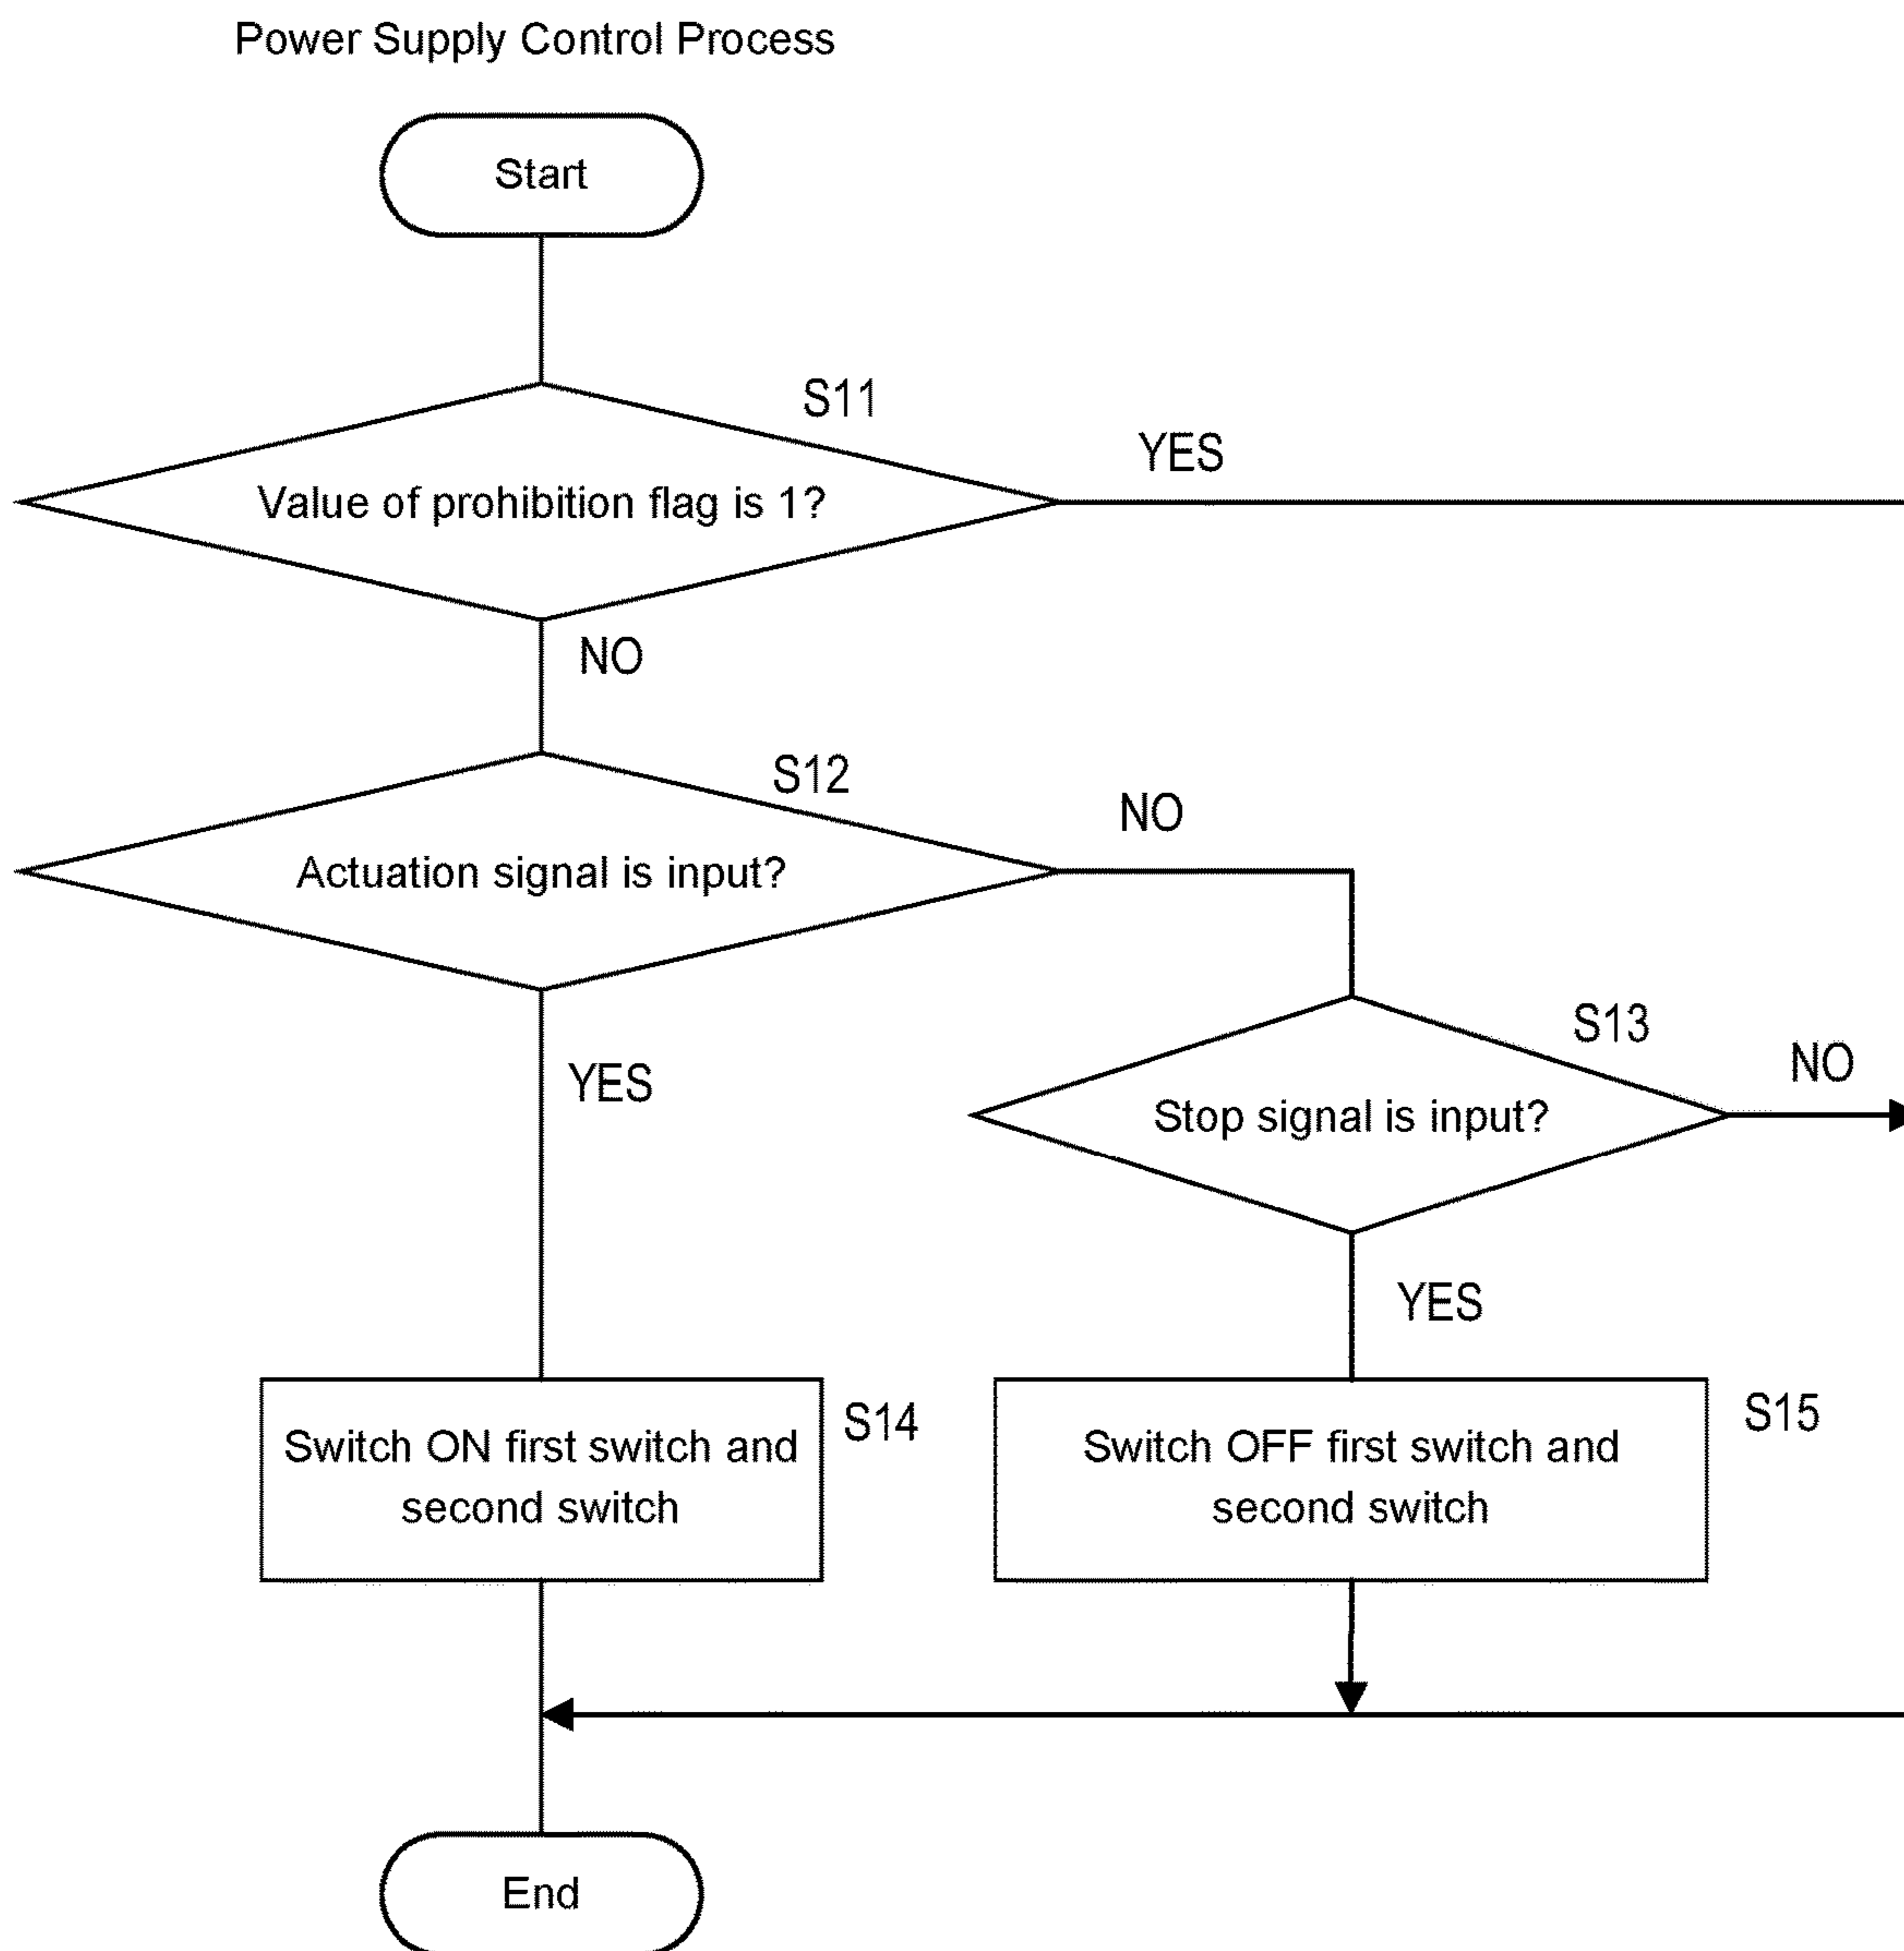 Power Supply Control Process
Start
S11
YES
Value of prohibition flag is 1?
NO
S12
NO
Actuation signal is input?
S13
NO
YES
Stop signal is input?
YES
S14
S15
Switch ON first switch and
second switch
Switch OFF first switch and
second switch
End